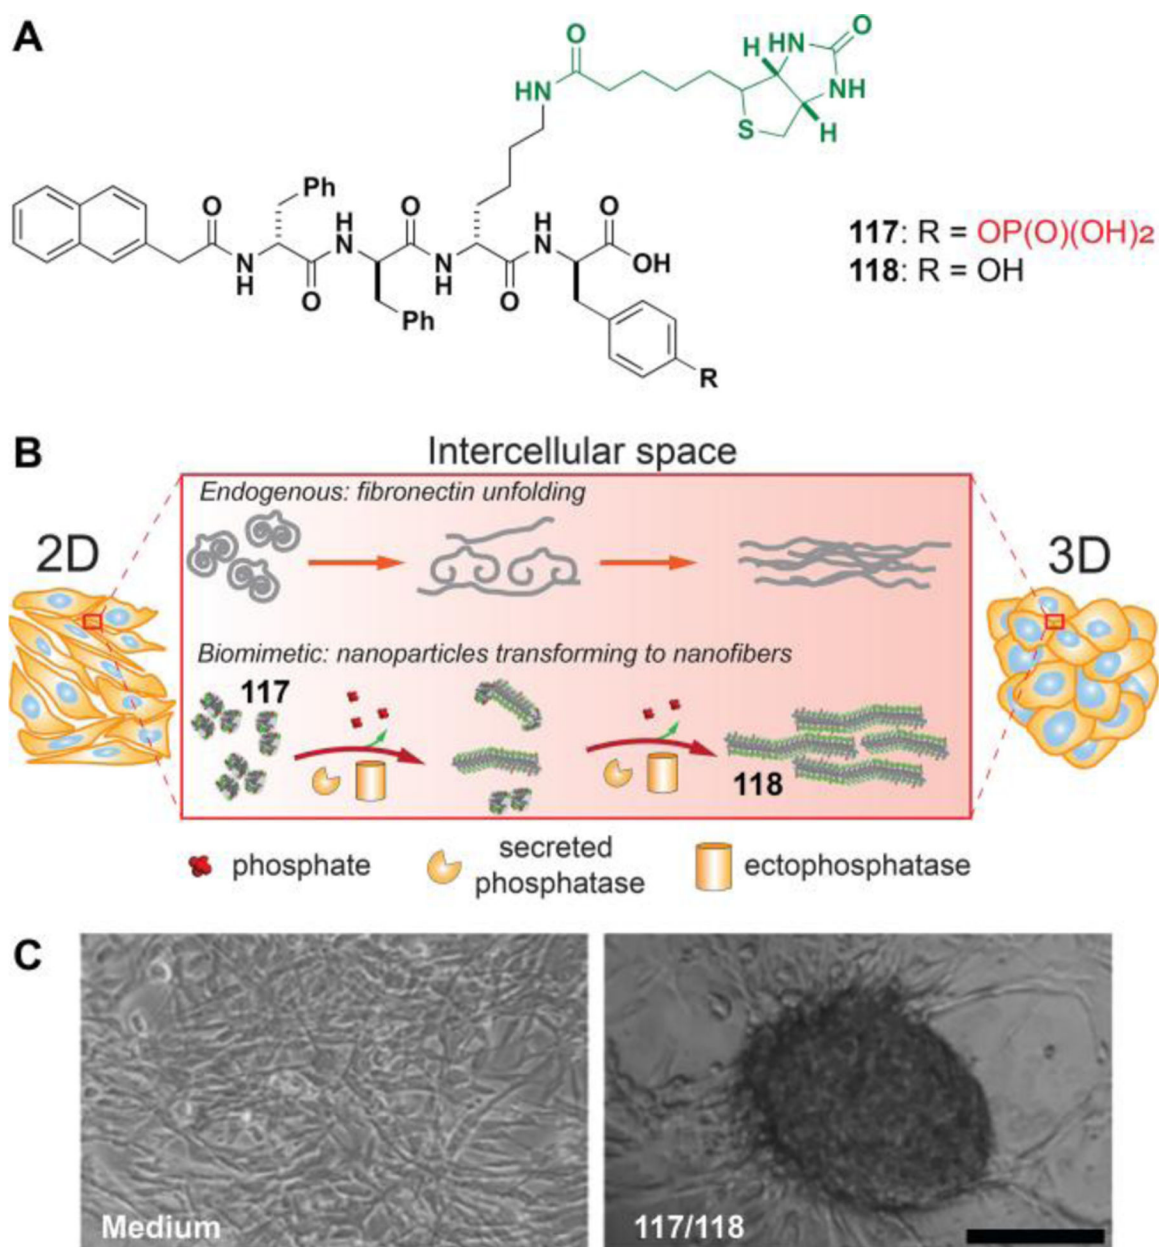 A
O
HN
O
H
HN
NH
S
H
Ph
O
H
N
O
H
N
O
N
H
O
N
H
O
OH
Ph
R
117: R = OP(O)(OH)2
118: R = OH
B
Intercellular space
Endogenous: fibronectin unfolding
2D
3D
Biomimetic: nanoparticles transforming to nanofibers
117
118
phosphate
secreted
phosphatase
ectophosphatase
C
Medium
117/118